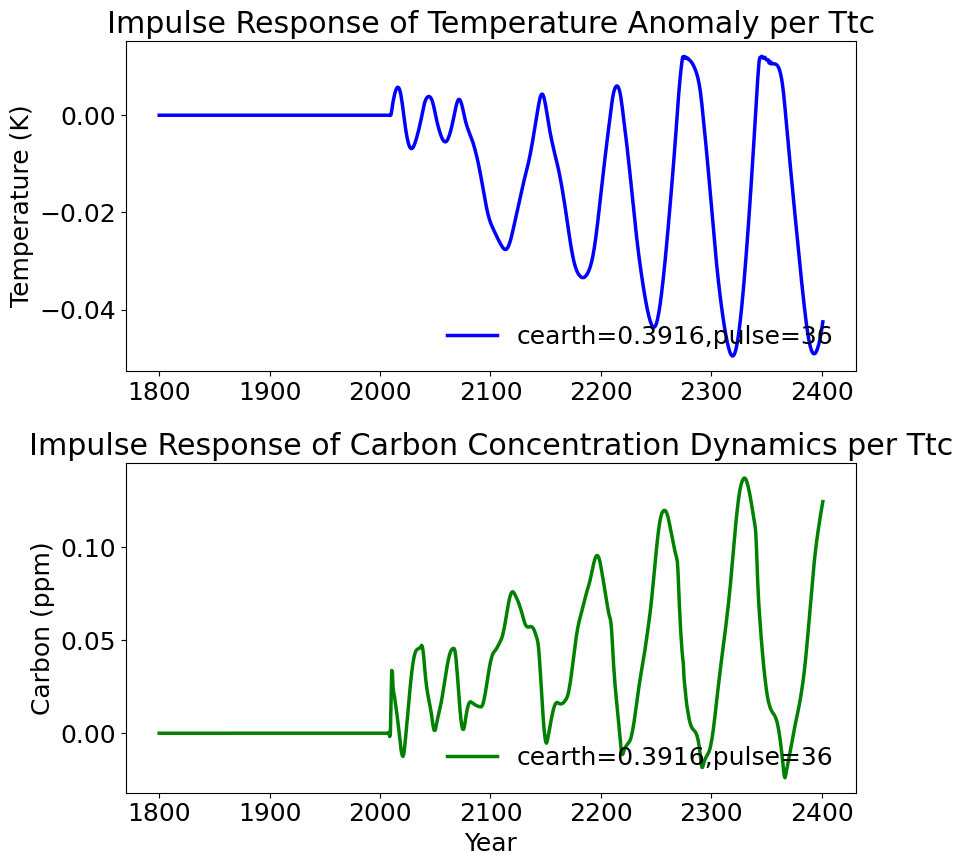 Impulse Response of Temperature Anomaly per Ttc
Temperature (K)
0.00
−0.02
−0.04
cearth=0.3916,pulse=36
1800 1900 2000 2100 2200 2300 2400
Impulse Response of Carbon Concentration Dynamics per Ttc
Carbon (ppm)
0.10
0.05
0.00
cearth=0.3916,pulse=36
1800 1900 2000 2100 2200 2300 2400
Year